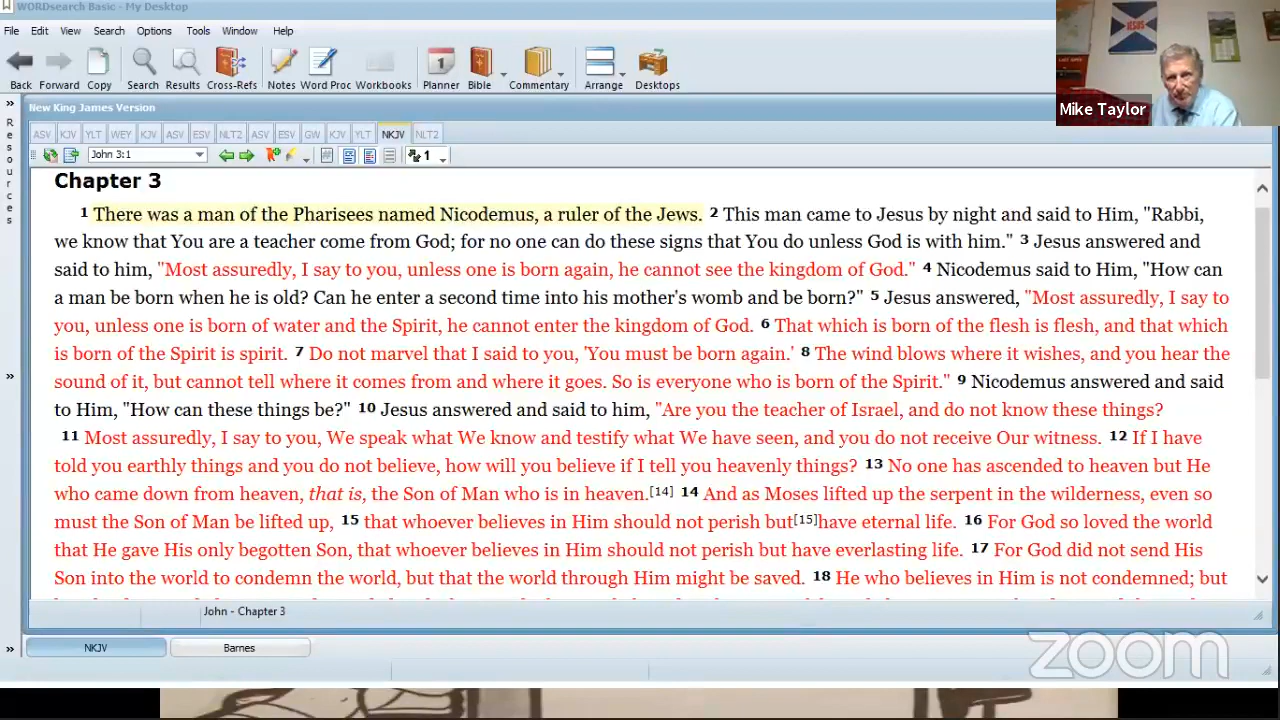 WORDsearch Basic - My Desktop
File Edit View Search Options Tools Window Help
Back Forward Copy Search Results Cross-Refs Notes Word Proc Workbooks Planner Bible Commentary Arrange Desktops
JESUS
Mike Taylor
» New King James Version
Resources
ASV KJV YLT WEY KJV ASV ESV NLT2 ASV ESV GW KJV YLT NKJV NLT2
John 3:1 1
Chapter 3
1 There was a man of the Pharisees named Nicodemus, a ruler of the Jews. 2 This man came to Jesus by night and said to Him, "Rabbi,
we know that You are a teacher come from God; for no one can do these signs that You do unless God is with him." 3 Jesus answered and
said to him, "Most assuredly, I say to you, unless one is born again, he cannot see the kingdom of God." 4 Nicodemus said to Him, "How can
a man be born when he is old? Can he enter a second time into his mother's womb and be born?" 5 Jesus answered, "Most assuredly, I say to
you, unless one is born of water and the Spirit, he cannot enter the kingdom of God. 6 That which is born of the flesh is flesh, and that which
is born of the Spirit is spirit. 7 Do not marvel that I said to you, 'You must be born again.' 8 The wind blows where it wishes, and you hear the
sound of it, but cannot tell where it comes from and where it goes. So is everyone who is born of the Spirit." 9 Nicodemus answered and said
to Him, "How can these things be?" 10 Jesus answered and said to him, "Are you the teacher of Israel, and do not know these things?
11 Most assuredly, I say to you, We speak what We know and testify what We have seen, and you do not receive Our witness. 12 If I have
told you earthly things and you do not believe, how will you believe if I tell you heavenly things? 13 No one has ascended to heaven but He
who came down from heaven, that is, the Son of Man who is in heaven.[14] 14 And as Moses lifted up the serpent in the wilderness, even so
must the Son of Man be lifted up, 15 that whoever believes in Him should not perish but[15]have eternal life. 16 For God so loved the world
that He gave His only begotten Son, that whoever believes in Him should not perish but have everlasting life. 17 For God did not send His
Son into the world to condemn the world, but that the world through Him might be saved. 18 He who believes in Him is not condemned; but
John - Chapter 3
» NKJV Barnes
zoom